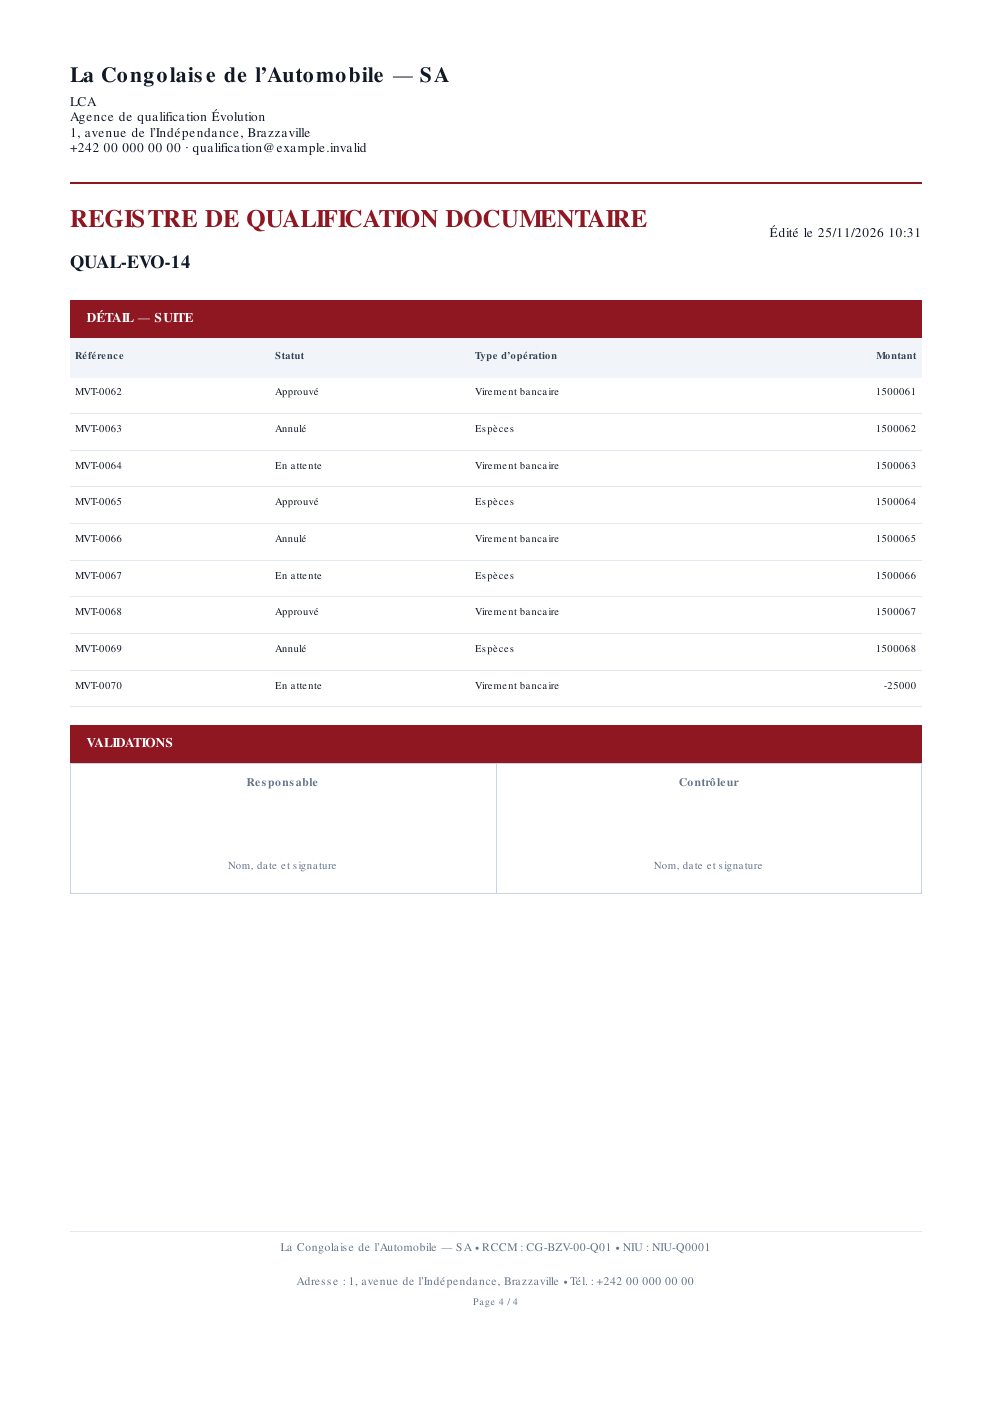 La Congolaise de l'Automobile — SA
LCA
Agence de qualification Évolution
1, avenue de l'Indépendance, Brazzaville
+242 00 000 00 00 · qualification@example.invalid
REGISTRE DE QUALIFICATION DOCUMENTAIRE
Édité le 25/11/2026 10:31
QUAL-EVO-14
DÉTAIL — SUITE
Référence Statut Type d'opération Montant
MVT-0062 Approuvé Virement bancaire 1500061
MVT-0063 Annulé Espèces 1500062
MVT-0064 En attente Virement bancaire 1500063
MVT-0065 Approuvé Espèces 1500064
MVT-0066 Annulé Virement bancaire 1500065
MVT-0067 En attente Espèces 1500066
MVT-0068 Approuvé Virement bancaire 1500067
MVT-0069 Annulé Espèces 1500068
MVT-0070 En attente Virement bancaire -25000
VALIDATIONS
Responsable Contrôleur
Nom, date et signature Nom, date et signature
La Congolaise de l'Automobile — SA • RCCM : CG-BZV-00-Q01 • NIU : NIU-Q0001
Adresse : 1, avenue de l'Indépendance, Brazzaville • Tél. : +242 00 000 00 00
Page 4 / 4